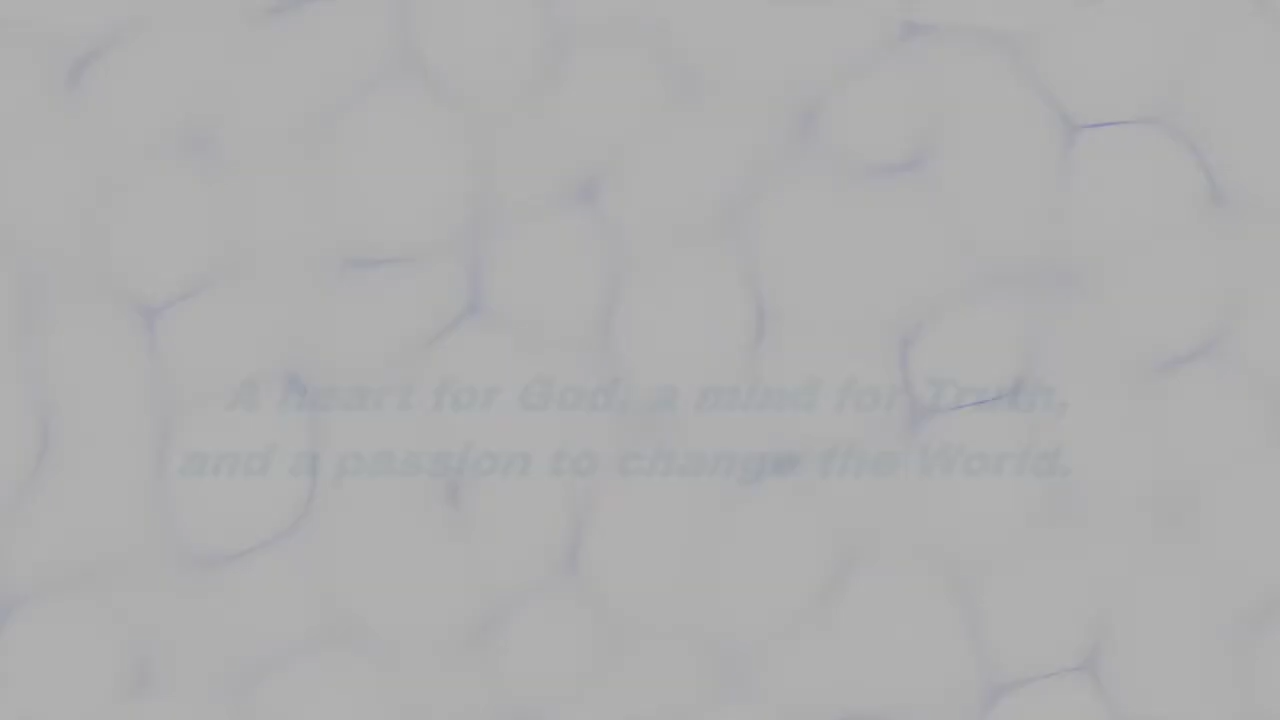 A heart for God, a mind for Truth,
and a passion to change the World.